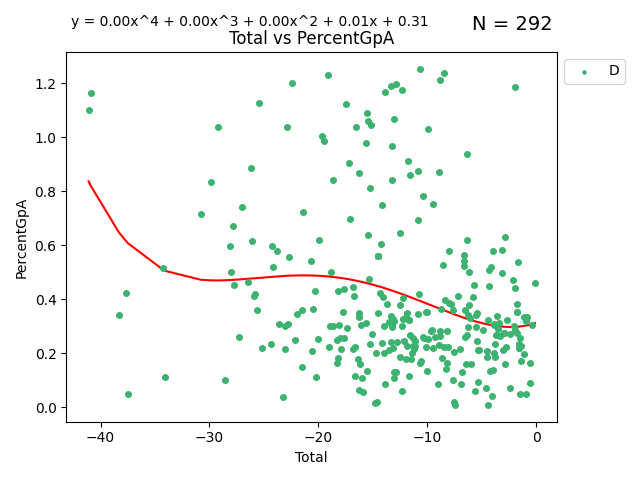 y = 0.00x^4 + 0.00x^3 + 0.00x^2 + 0.01x + 0.31
N = 292
Total vs PercentGpA
D
PercentGpA
1.2
1.0
0.8
0.6
0.4
0.2
0.0
−40
−30
−20
−10
0
Total